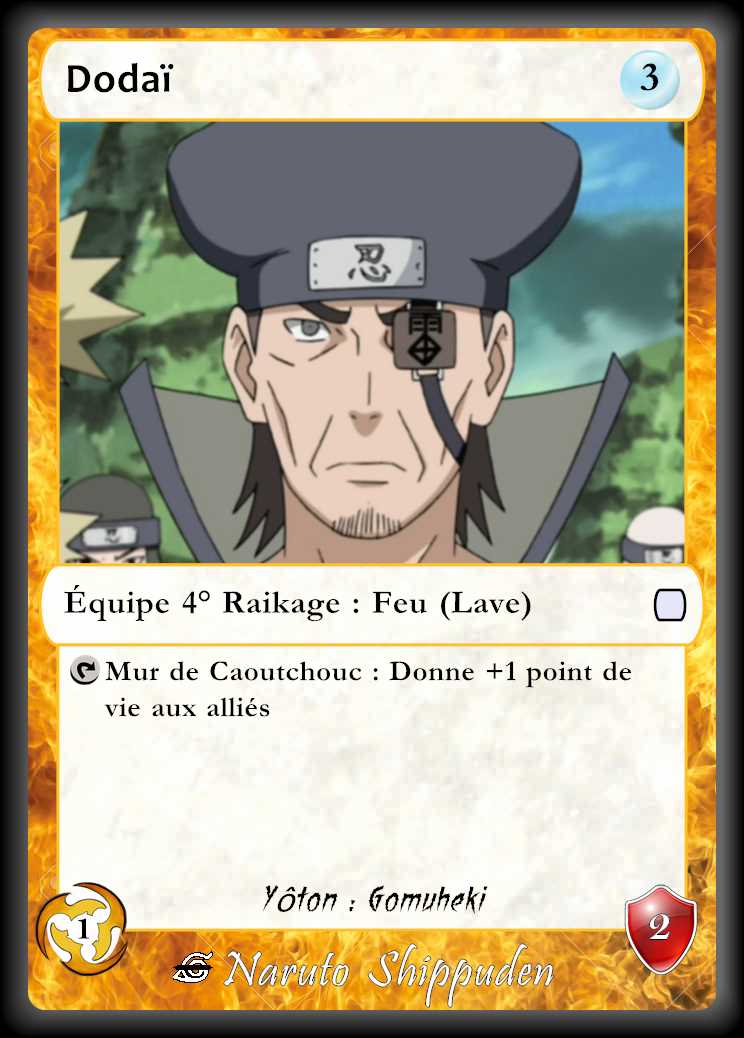 Dodaï
3
忍
雷
Équipe 4° Raikage : Feu (Lave)
Mur de Caoutchouc : Donne +1 point de
vie aux alliés
Yôton : Gomuheki
1
2
Naruto Shippuden